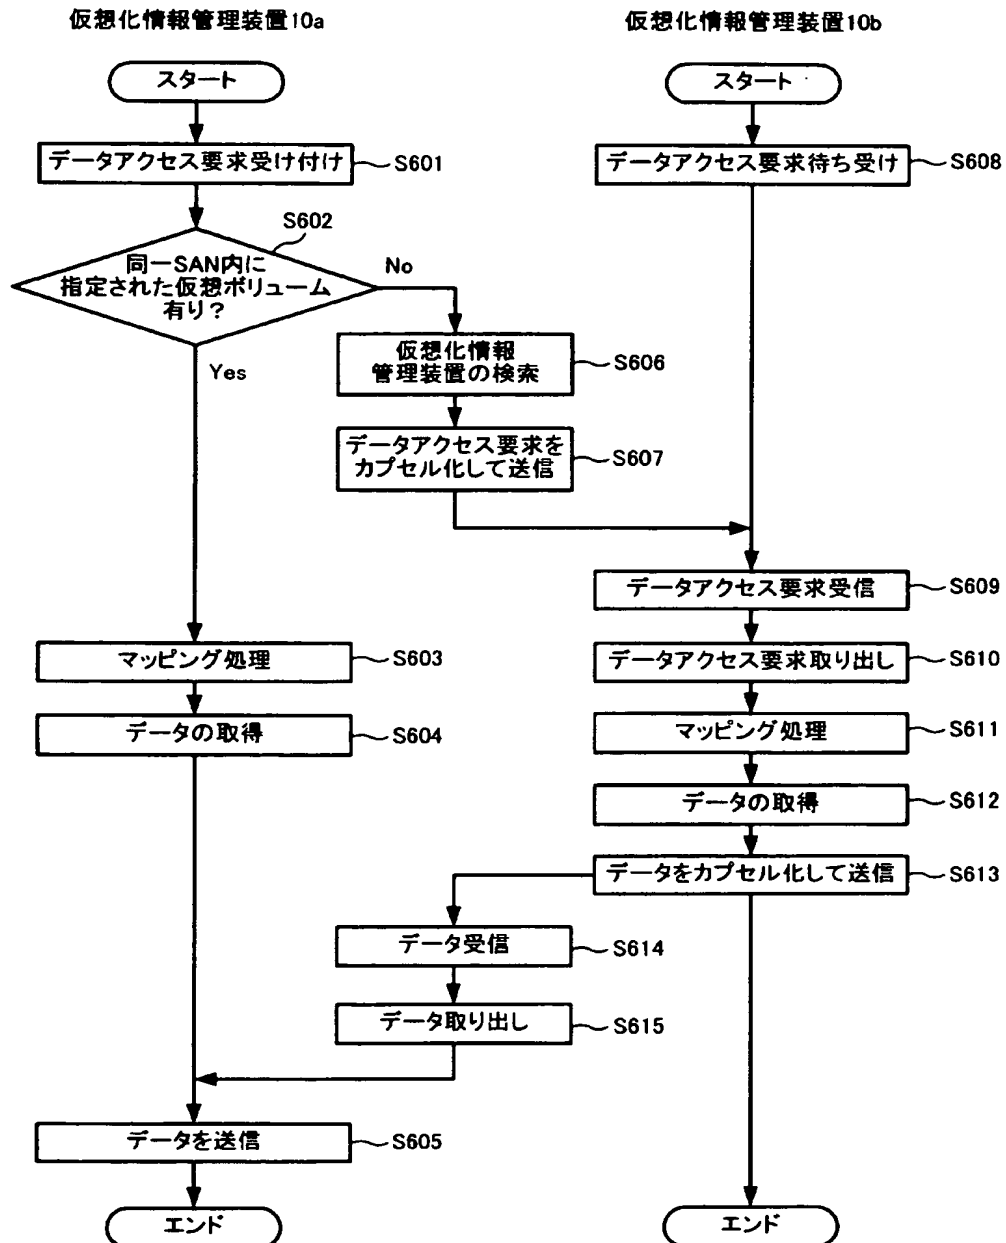 仮想化情報管理装置10a
仮想化情報管理装置10b
スタート
スタート
データアクセス要求受け付け
S601
データアクセス要求待ち受け
S608
S602
同一SAN内に
指定された仮想ボリューム
有り?
No
Yes
仮想化情報
管理装置の検索
S606
データアクセス要求を
カプセル化して送信
S607
データアクセス要求受信
S609
マッピング処理
S603
データアクセス要求取り出し
S610
データの取得
S604
マッピング処理
S611
データの取得
S612
データをカプセル化して送信
S613
データ受信
S614
データ取り出し
S615
データを送信
S605
エンド
エンド